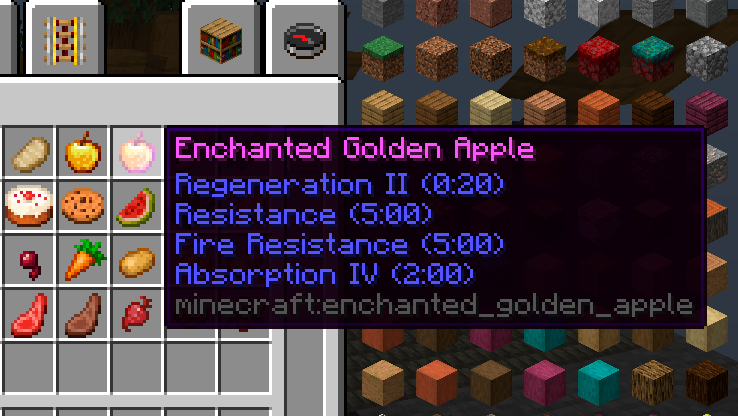 Enchanted Golden Apple
Regeneration II (0:20)
Resistance (5:00)
Fire Resistance (5:00)
Absorption IV (2:00)
minecraft:enchanted_golden_apple